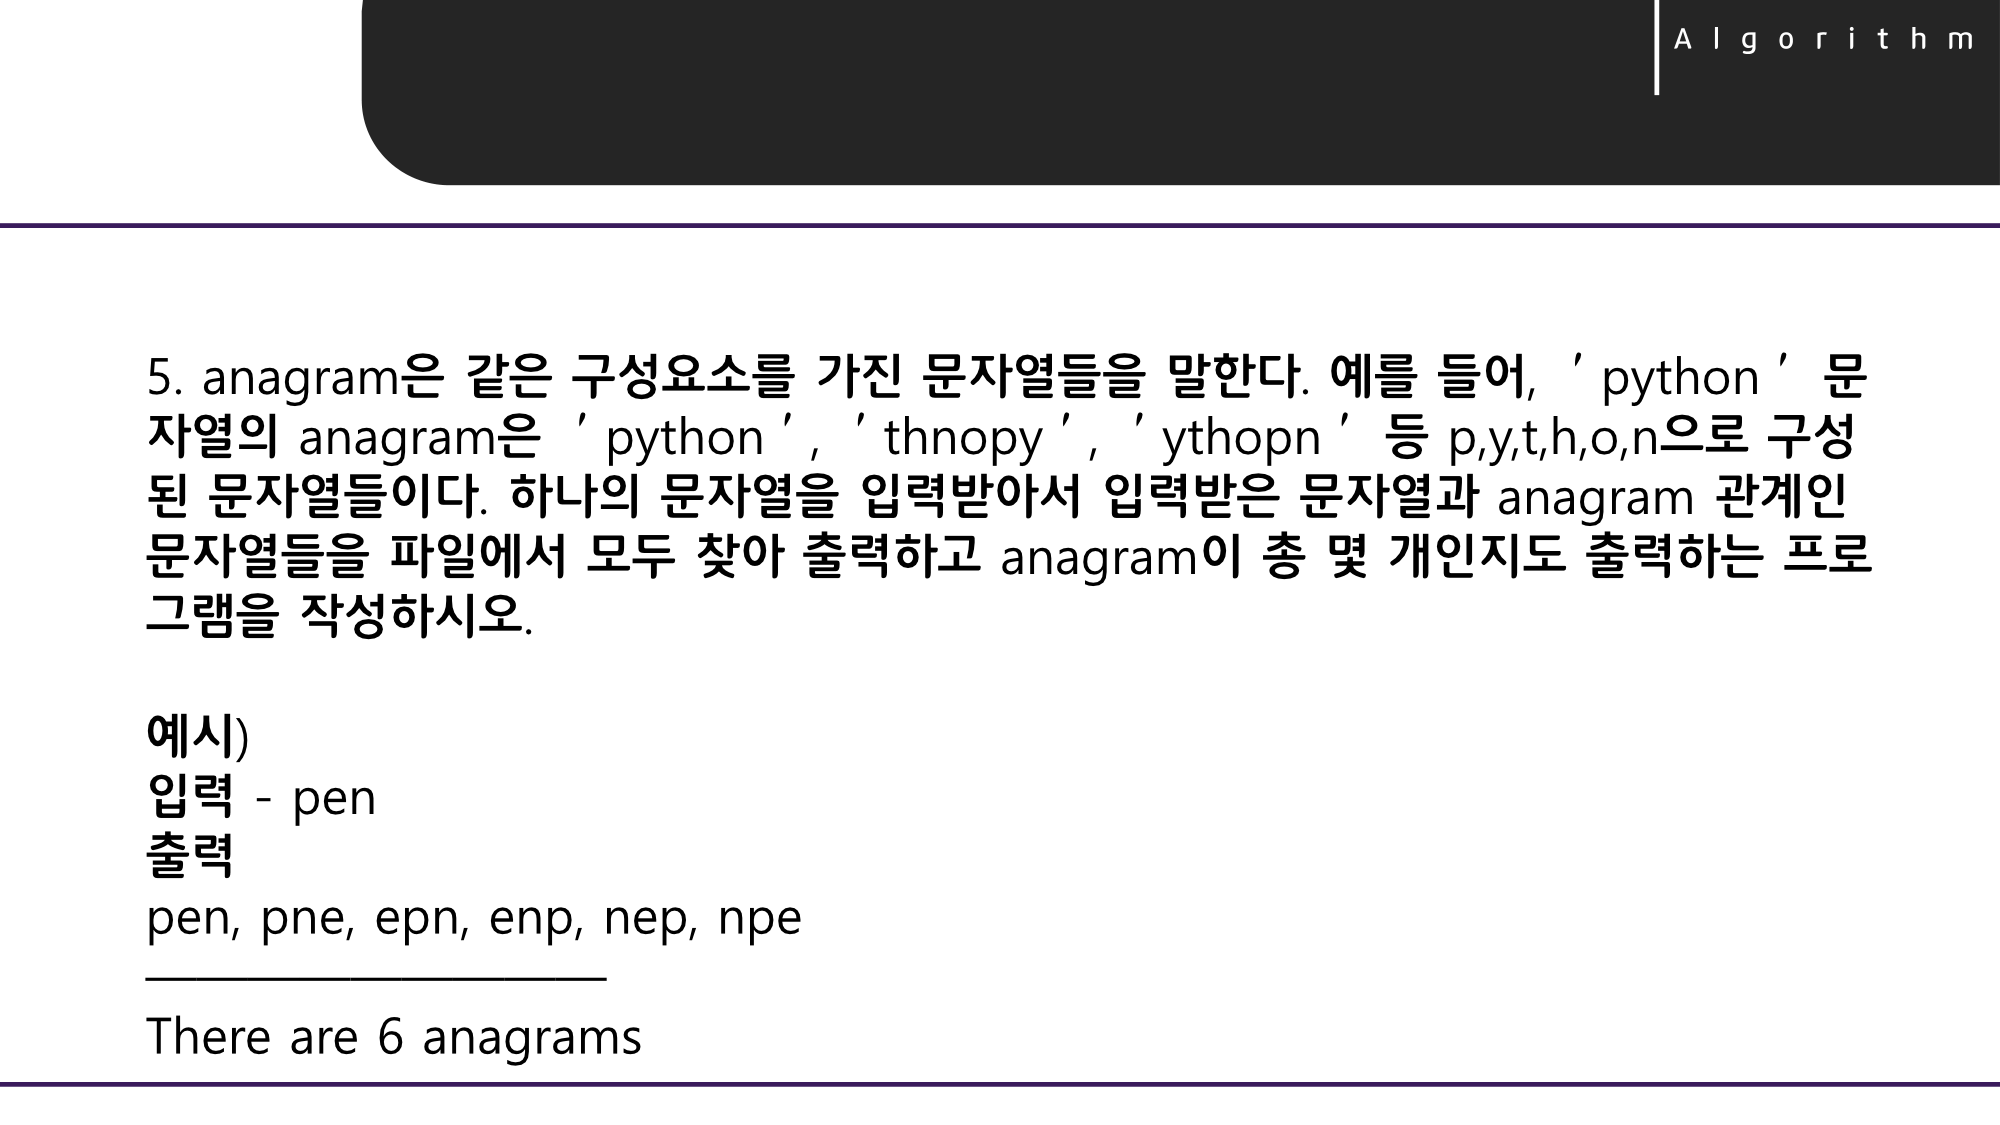 Algorithm
5. anagram은 같은 구성요소를 가진 문자열들을 말한다. 예를 들어, ′python′ 문
자열의 anagram은 ′python′, ′thnopy′, ′ythopn′ 등 p,y,t,h,o,n으로 구성
된 문자열들이다. 하나의 문자열을 입력받아서 입력받은 문자열과 anagram 관계인
문자열들을 파일에서 모두 찾아 출력하고 anagram이 총 몇 개인지도 출력하는 프로
그램을 작성하시오.
예시)
입력 - pen
출력
pen, pne, epn, enp, nep, npe
—————————
There are 6 anagrams